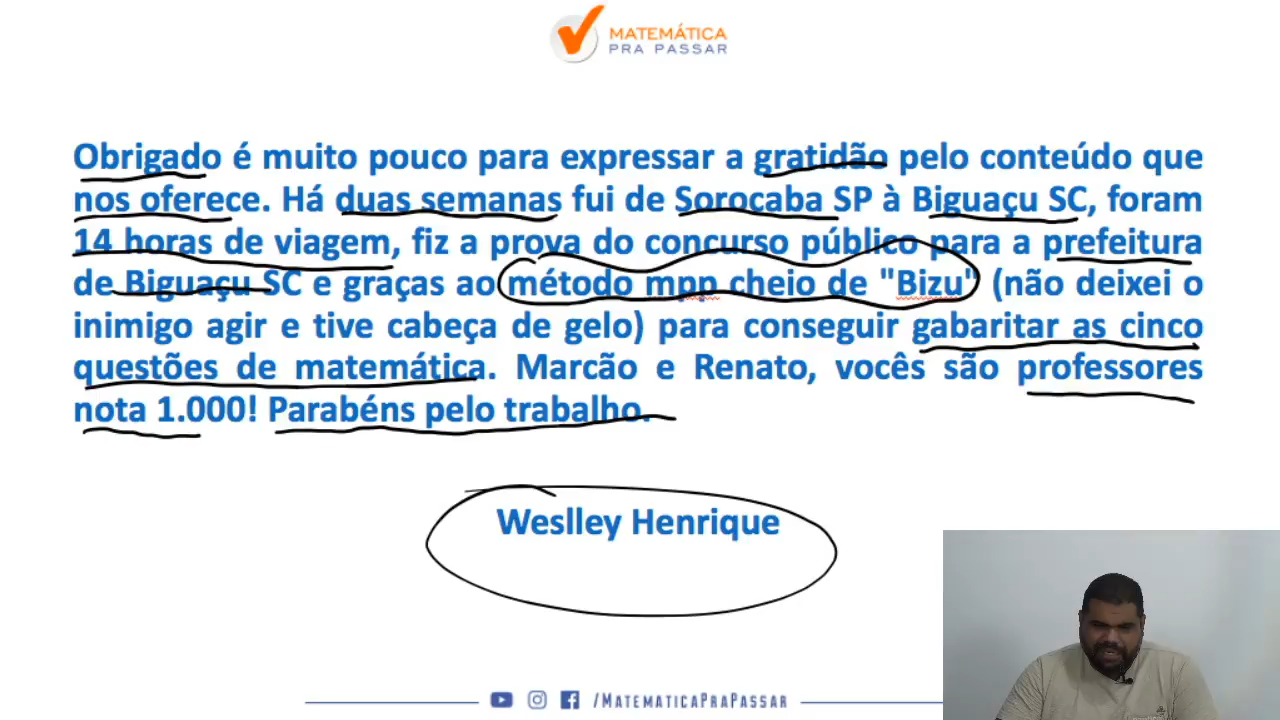 MATEMÁTICA
PRA PASSAR
Obrigado é muito pouco para expressar a gratidão pelo conteúdo que
nos oferece. Há duas semanas fui de Sorocaba SP à Biguaçu SC, foram
14 horas de viagem, fiz a prova do concurso público para a prefeitura
de Biguaçu SC e graças ao método mpp cheio de "Bizu" (não deixei o
inimigo agir e tive cabeça de gelo) para conseguir gabaritar as cinco
questões de matemática. Marcão e Renato, vocês são professores
nota 1.000! Parabéns pelo trabalho.
Weslley Henrique
/MATEMATICAPRAPASSAR